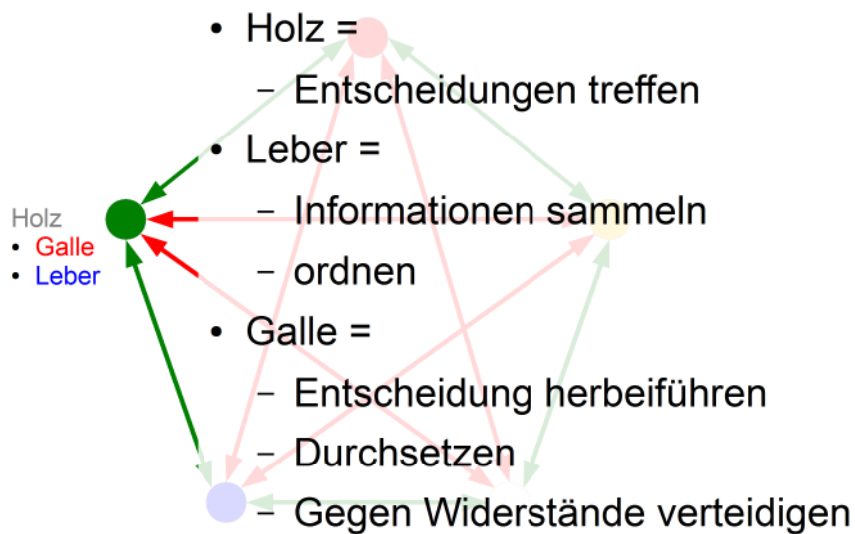 • Holz =
– Entscheidungen treffen
• Leber =
– Informationen sammeln
– ordnen
• Galle =
– Entscheidung herbeiführen
– Durchsetzen
– Gegen Widerstände verteidigen
Holz
• Galle
• Leber